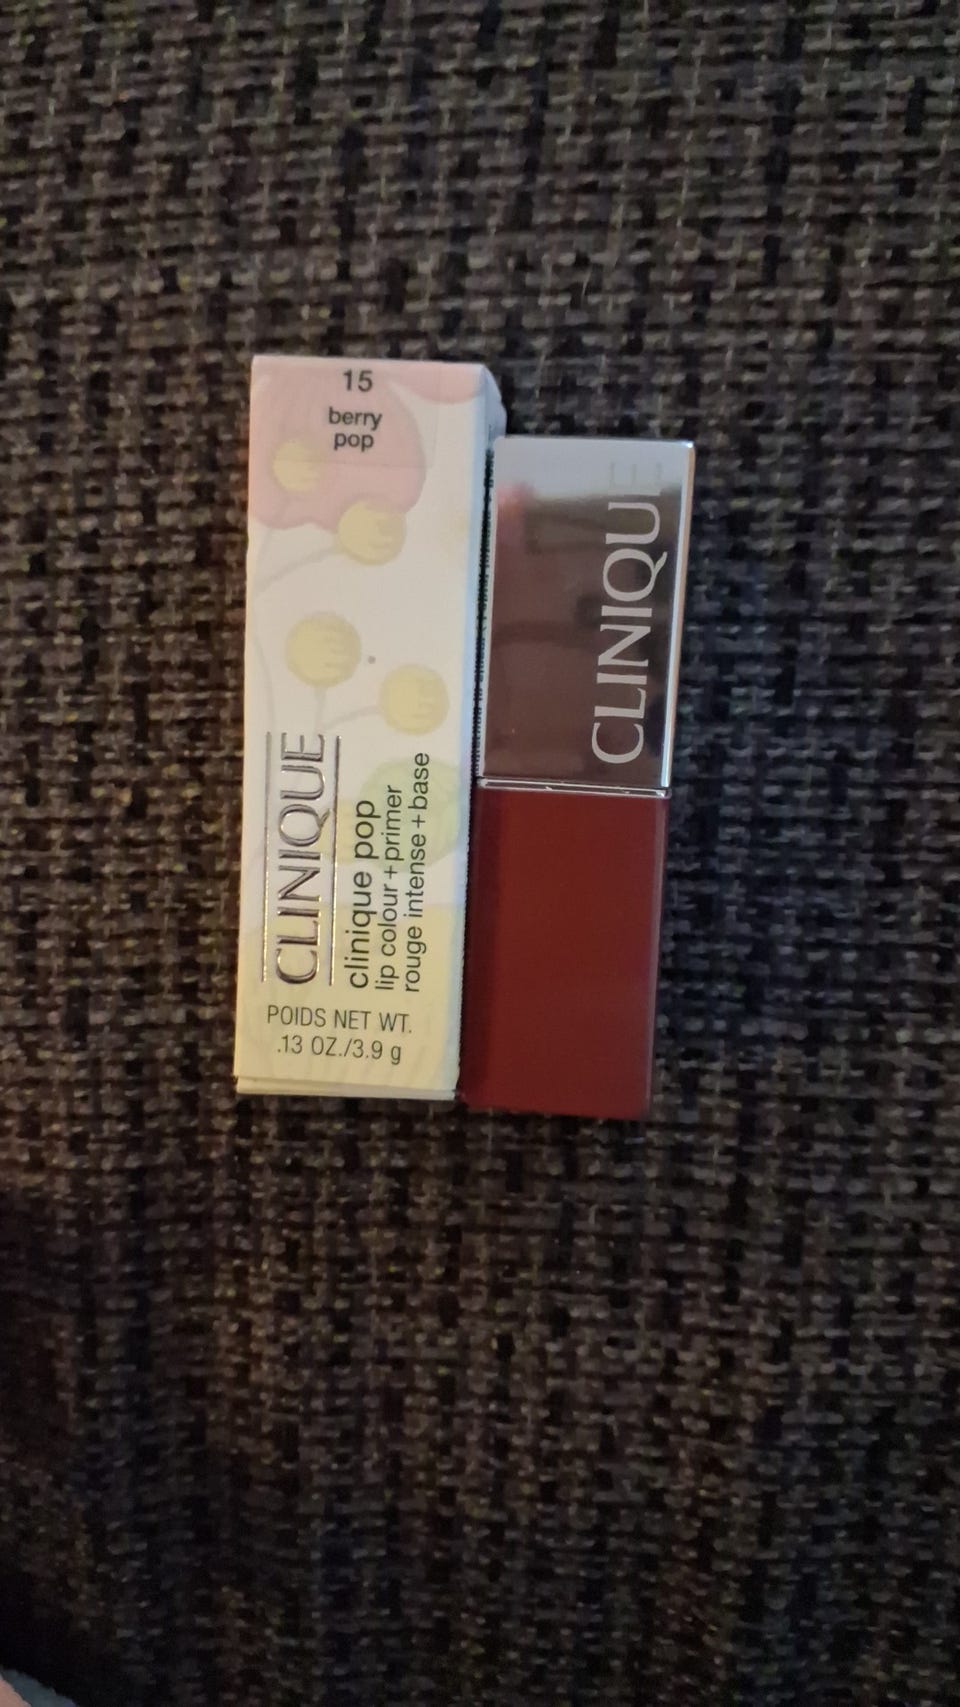 15
berry
pop
CLINIQUE
clinique pop
lip colour+primer
rouge intense+base
POIDS NET WT.
.13 OZ./3.9 g
CLINIQUE